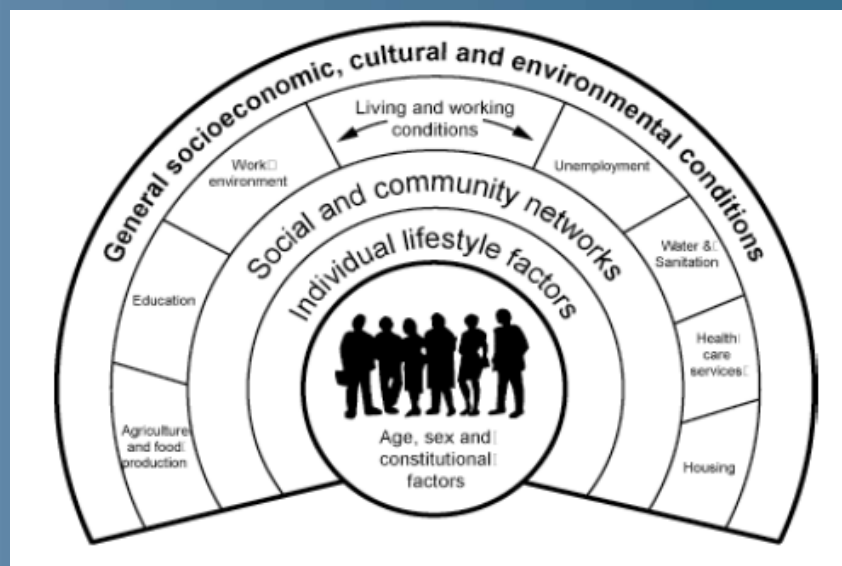 General socioeconomic, cultural and environmental conditions
Living and working
conditions
Work
environment
Unemployment
Social and community networks
Water &
Sanitation
Individual lifestyle factors
Education
Health
care
services
Agriculture
and food
production
Age, sex and
constitutional
factors
Housing